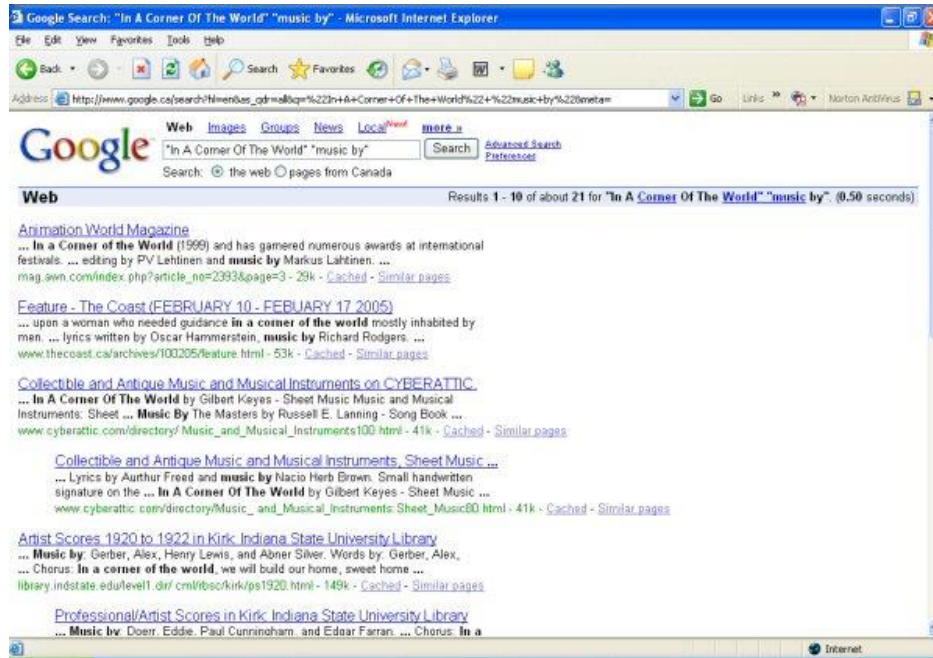 Google Search: "In A Corner Of The World" "music by" - Microsoft Internet Explorer
File Edit View Favorites Tools Help
Back Search Favorites
Address http://www.google.ca/search?hl=en&as_qdr=all&q=%22In+A+Corner+Of+The+World%22+%22music+by%22&meta= Go Links » Norton AntiVirus
Web Images Groups News Local New! more »
Google "In A Corner Of The World" "music by" Search Advanced Search
Preferences
Search: the web pages from Canada
Web Results 1 - 10 of about 21 for "In A Corner Of The World" "music by". (0.50 seconds)
Animation World Magazine
... In a Corner of the World (1999) and has garnered numerous awards at international
festivals. ... editing by PV Lehtinen and music by Markus Lahtinen. ...
mag.awn.com/index.php?article_no=2393&page=3 - 29k - Cached - Similar pages
Feature - The Coast (FEBRUARY 10 - FEBUARY 17 2005)
... upon a woman who needed guidance in a corner of the world mostly inhabited by
men. ... lyrics written by Oscar Hammerstein, music by Richard Rodgers. ...
www.thecoast.ca/archives/100205/feature.html - 53k - Cached - Similar pages
Collectible and Antique Music and Musical Instruments on CYBERATTIC.
... In A Corner Of The World by Gilbert Keyes - Sheet Music Music and Musical
Instruments: Sheet ... Music By The Masters by Russell E. Lanning - Song Book ...
www.cyberattic.com/directory/ Music_and_Musical_Instruments100.html - 41k - Cached - Similar pages
Collectible and Antique Music and Musical Instruments, Sheet Music ...
... Lyrics by Aurthur Freed and music by Nacio Herb Brown. Small handwritten
signature on the ... In A Corner Of The World by Gilbert Keyes - Sheet Music ...
www.cyberattic.com/directory/Music_ and_Musical_Instruments:Sheet_Music80.html - 41k - Cached - Similar pages
Artist Scores 1920 to 1922 in Kirk: Indiana State University Library
... Music by: Gerber, Alex, Henry Lewis, and Abner Silver. Words by: Gerber, Alex,
... Chorus: In a corner of the world, we will build our home, sweet home ...
library.indstate.edu/level1.dir/ cml/rbsc/kirk/ps1920.html - 149k - Cached - Similar pages
Professional/Artist Scores in Kirk: Indiana State University Library
... Music by: Doerr, Eddie, Paul Cunningham, and Edgar Farran. ... Chorus: In a
Internet